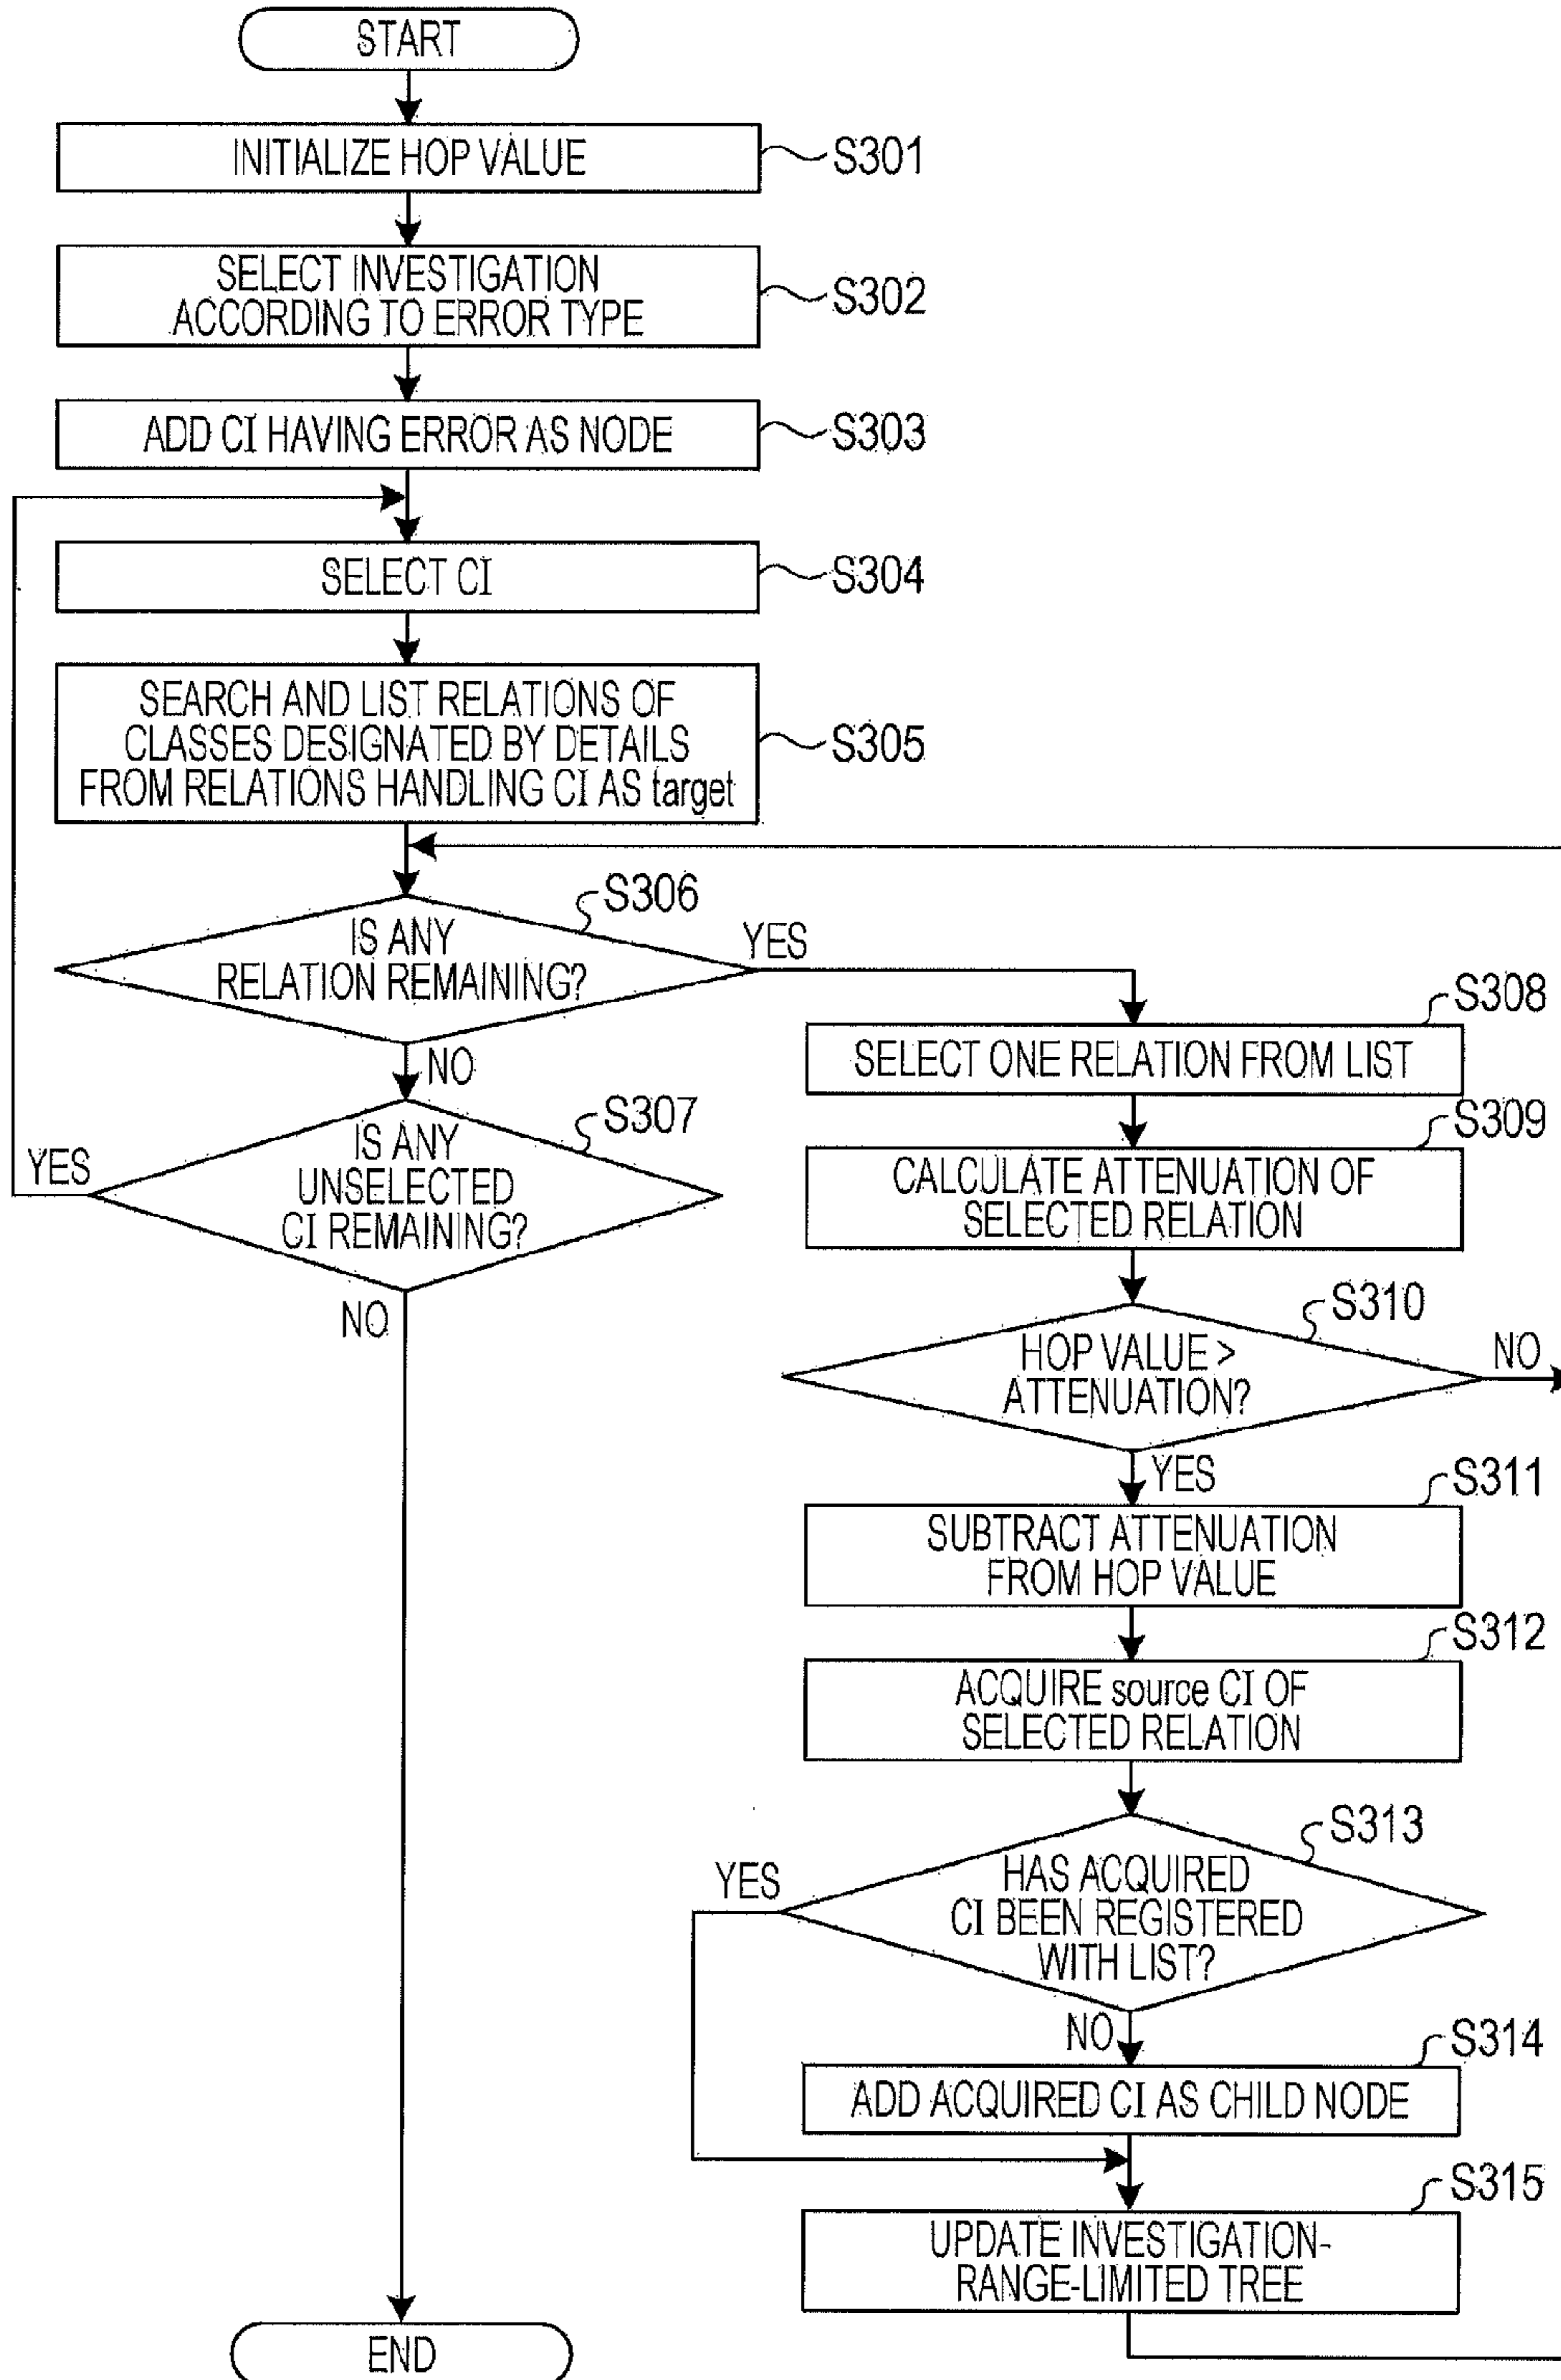 START
INITIALIZE HOP VALUE
S301
SELECT INVESTIGATION
ACCORDING TO ERROR TYPE
S302
ADD CI HAVING ERROR AS NODE
S303
SELECT CI
S304
SEARCH AND LIST RELATIONS OF
CLASSES DESIGNATED BY DETAILS
FROM RELATIONS HANDLING CI AS target
S305
S306
IS ANY
RELATION REMAINING?
YES
NO
S307
IS ANY
UNSELECTED
CI REMAINING?
YES
NO
END
S308
SELECT ONE RELATION FROM LIST
S309
CALCULATE ATTENUATION OF
SELECTED RELATION
S310
HOP VALUE >
ATTENUATION?
NO
YES
S311
SUBTRACT ATTENUATION
FROM HOP VALUE
S312
ACQUIRE source CI OF
SELECTED RELATION
S313
HAS ACQUIRED
CI BEEN REGISTERED
WITH LIST?
YES
NO
S314
ADD ACQUIRED CI AS CHILD NODE
S315
UPDATE INVESTIGATION-
RANGE-LIMITED TREE